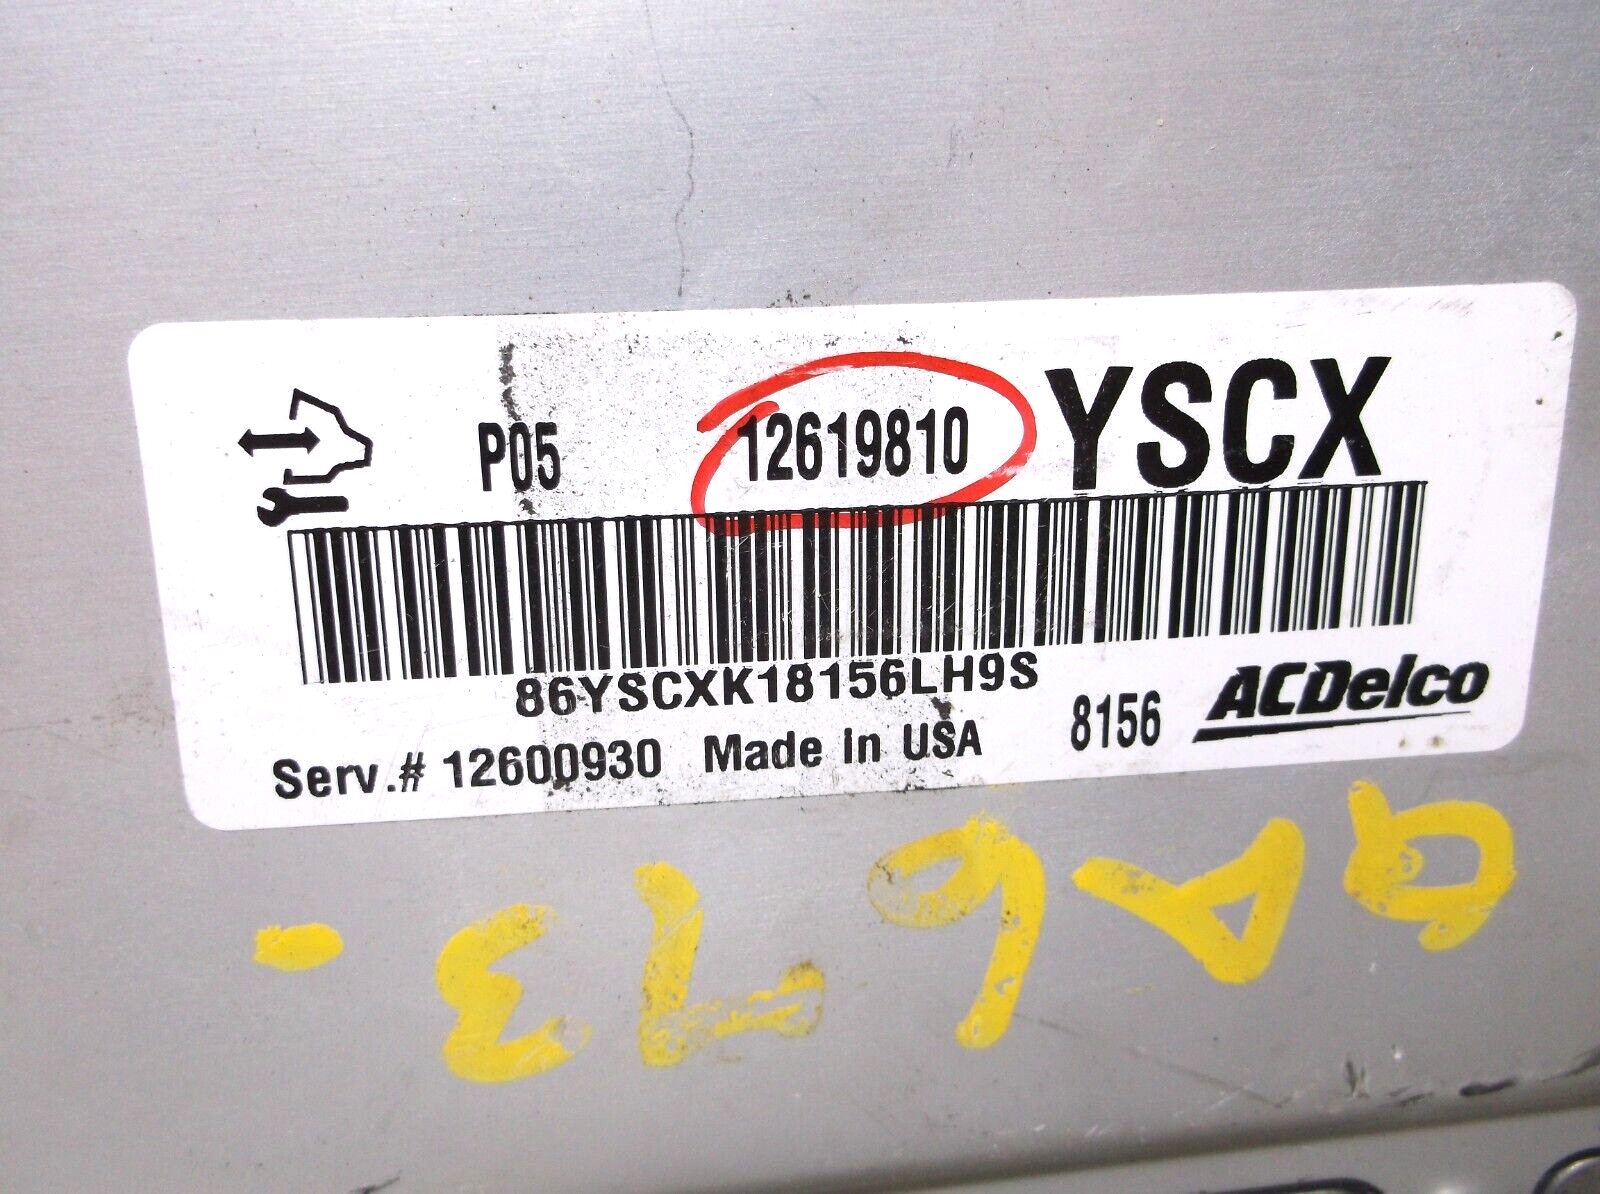 P05 12619810 YSCX
86YSCXK18156LH9S
Serv.# 12600930 Made in USA 8156 ACDelco